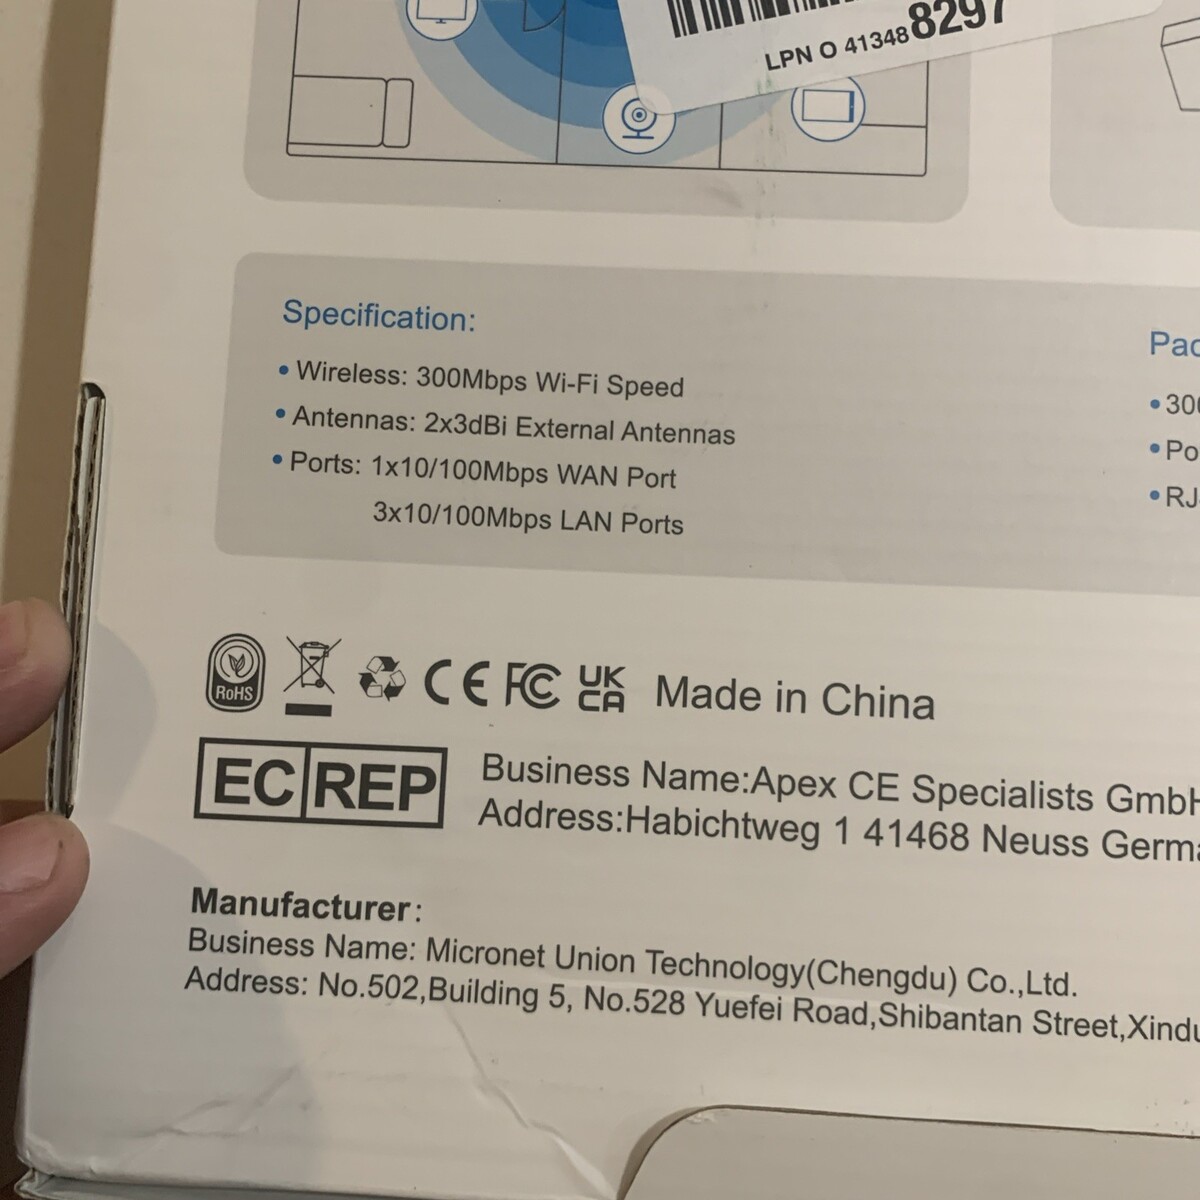 LPN O 41348 8297
Specification:
• Wireless: 300Mbps Wi-Fi Speed
• Antennas: 2x3dBi External Antennas
• Ports: 1x10/100Mbps WAN Port
3x10/100Mbps LAN Ports
RoHS
CE FC UK CA Made in China
EC REP
Business Name:Apex CE Specialists GmbH
Address:Habichtweg 1 41468 Neuss
Manufacturer:
Business Name: Micronet Union Technology(Chengdu) Co.,Ltd.
Address: No.502,Building 5, No.528 Yuefei Road,Shibantan Street,